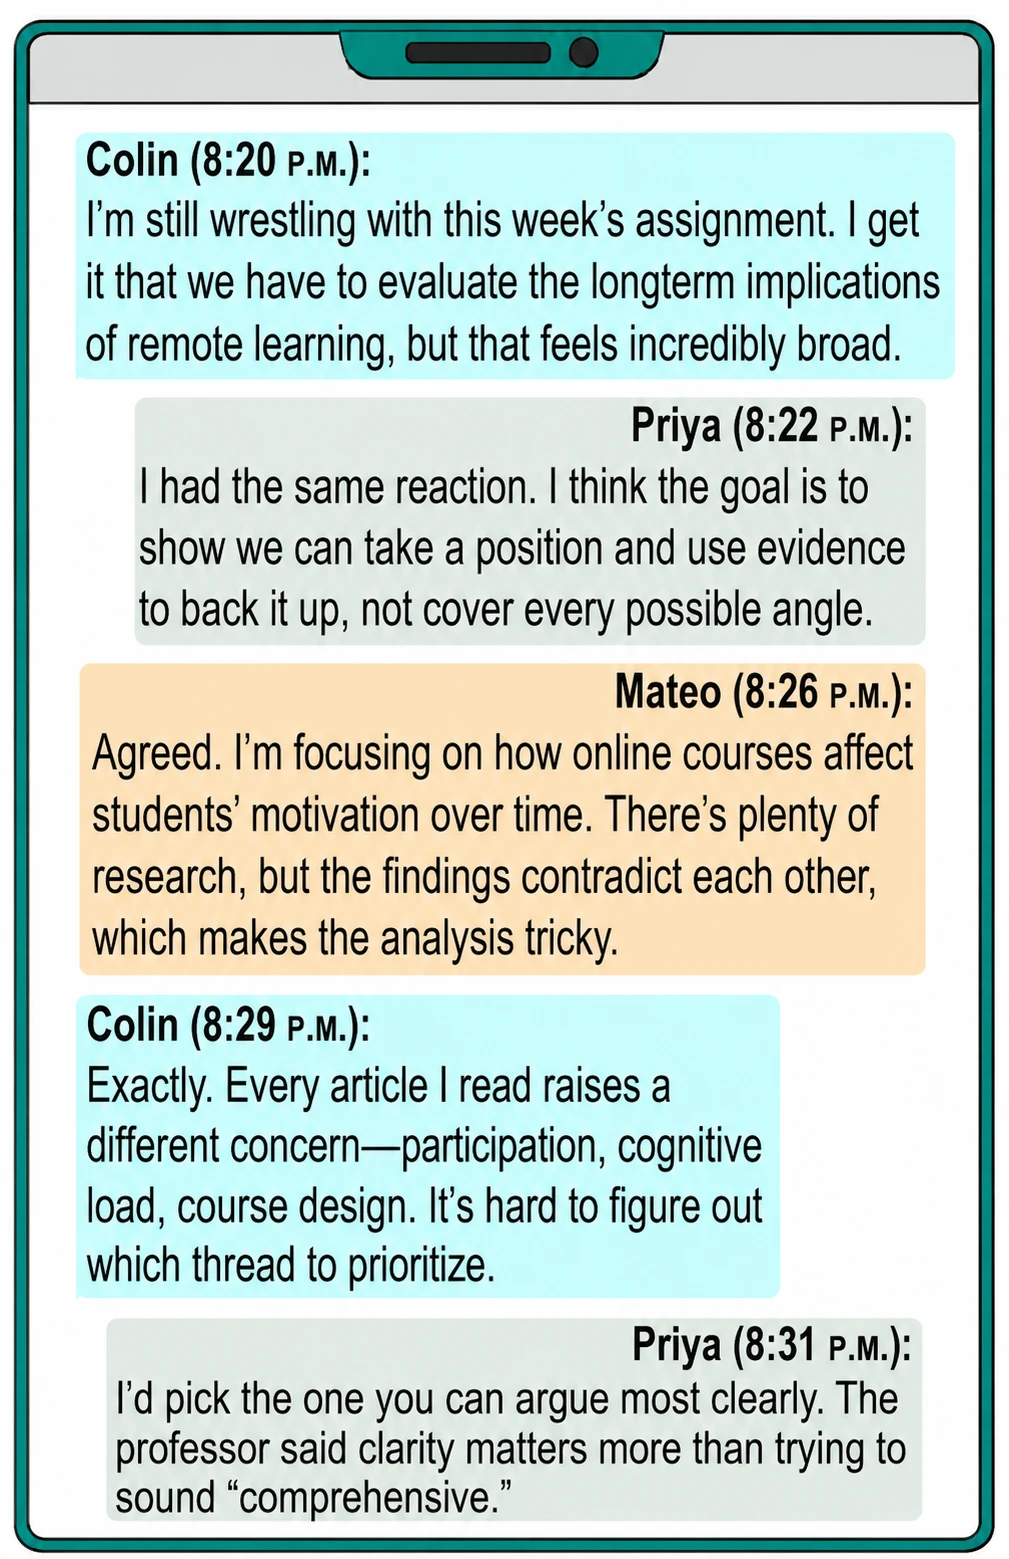 Colin (8:20 P.M.):
I’m still wrestling with this week’s assignment. I get
it that we have to evaluate the longterm implications
of remote learning, but that feels incredibly broad.
Priya (8:22 P.M.):
I had the same reaction. I think the goal is to
show we can take a position and use evidence
to back it up, not cover every possible angle.
Mateo (8:26 P.M.):
Agreed. I’m focusing on how online courses affect
students’ motivation over time. There’s plenty of
research, but the findings contradict each other,
which makes the analysis tricky.
Colin (8:29 P.M.):
Exactly. Every article I read raises a
different concern—participation, cognitive
load, course design. It’s hard to figure out
which thread to prioritize.
Priya (8:31 P.M.):
I’d pick the one you can argue most clearly. The
professor said clarity matters more than trying to
sound “comprehensive.”